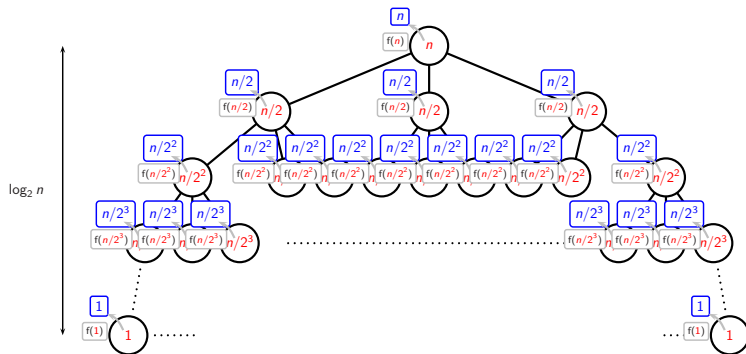 n
f(n) n
n/2 n/2 n/2
f(n/2) n/2 f(n/2) n/2 f(n/2) n/2
n/2² n/2² n/2² n/2² n/2² n/2² n/2² n/2² n/2²
f(n/2²) n/2² f(n/2²) n f(n/2²) n f(n/2²) n f(n/2²) n f(n/2²) n f(n/2²) n f(n/2²) n/2² f(n/2²) n/2²
log₂ n
n/2³ n/2³ n/2³ n/2³ n/2³ n/2³
f(n/2³) n f(n/2³) n f(n/2³) n/2³ f(n/2³) n f(n/2³) n f(n/2³) n/2³
1 1
f(1) 1 f(1) 1